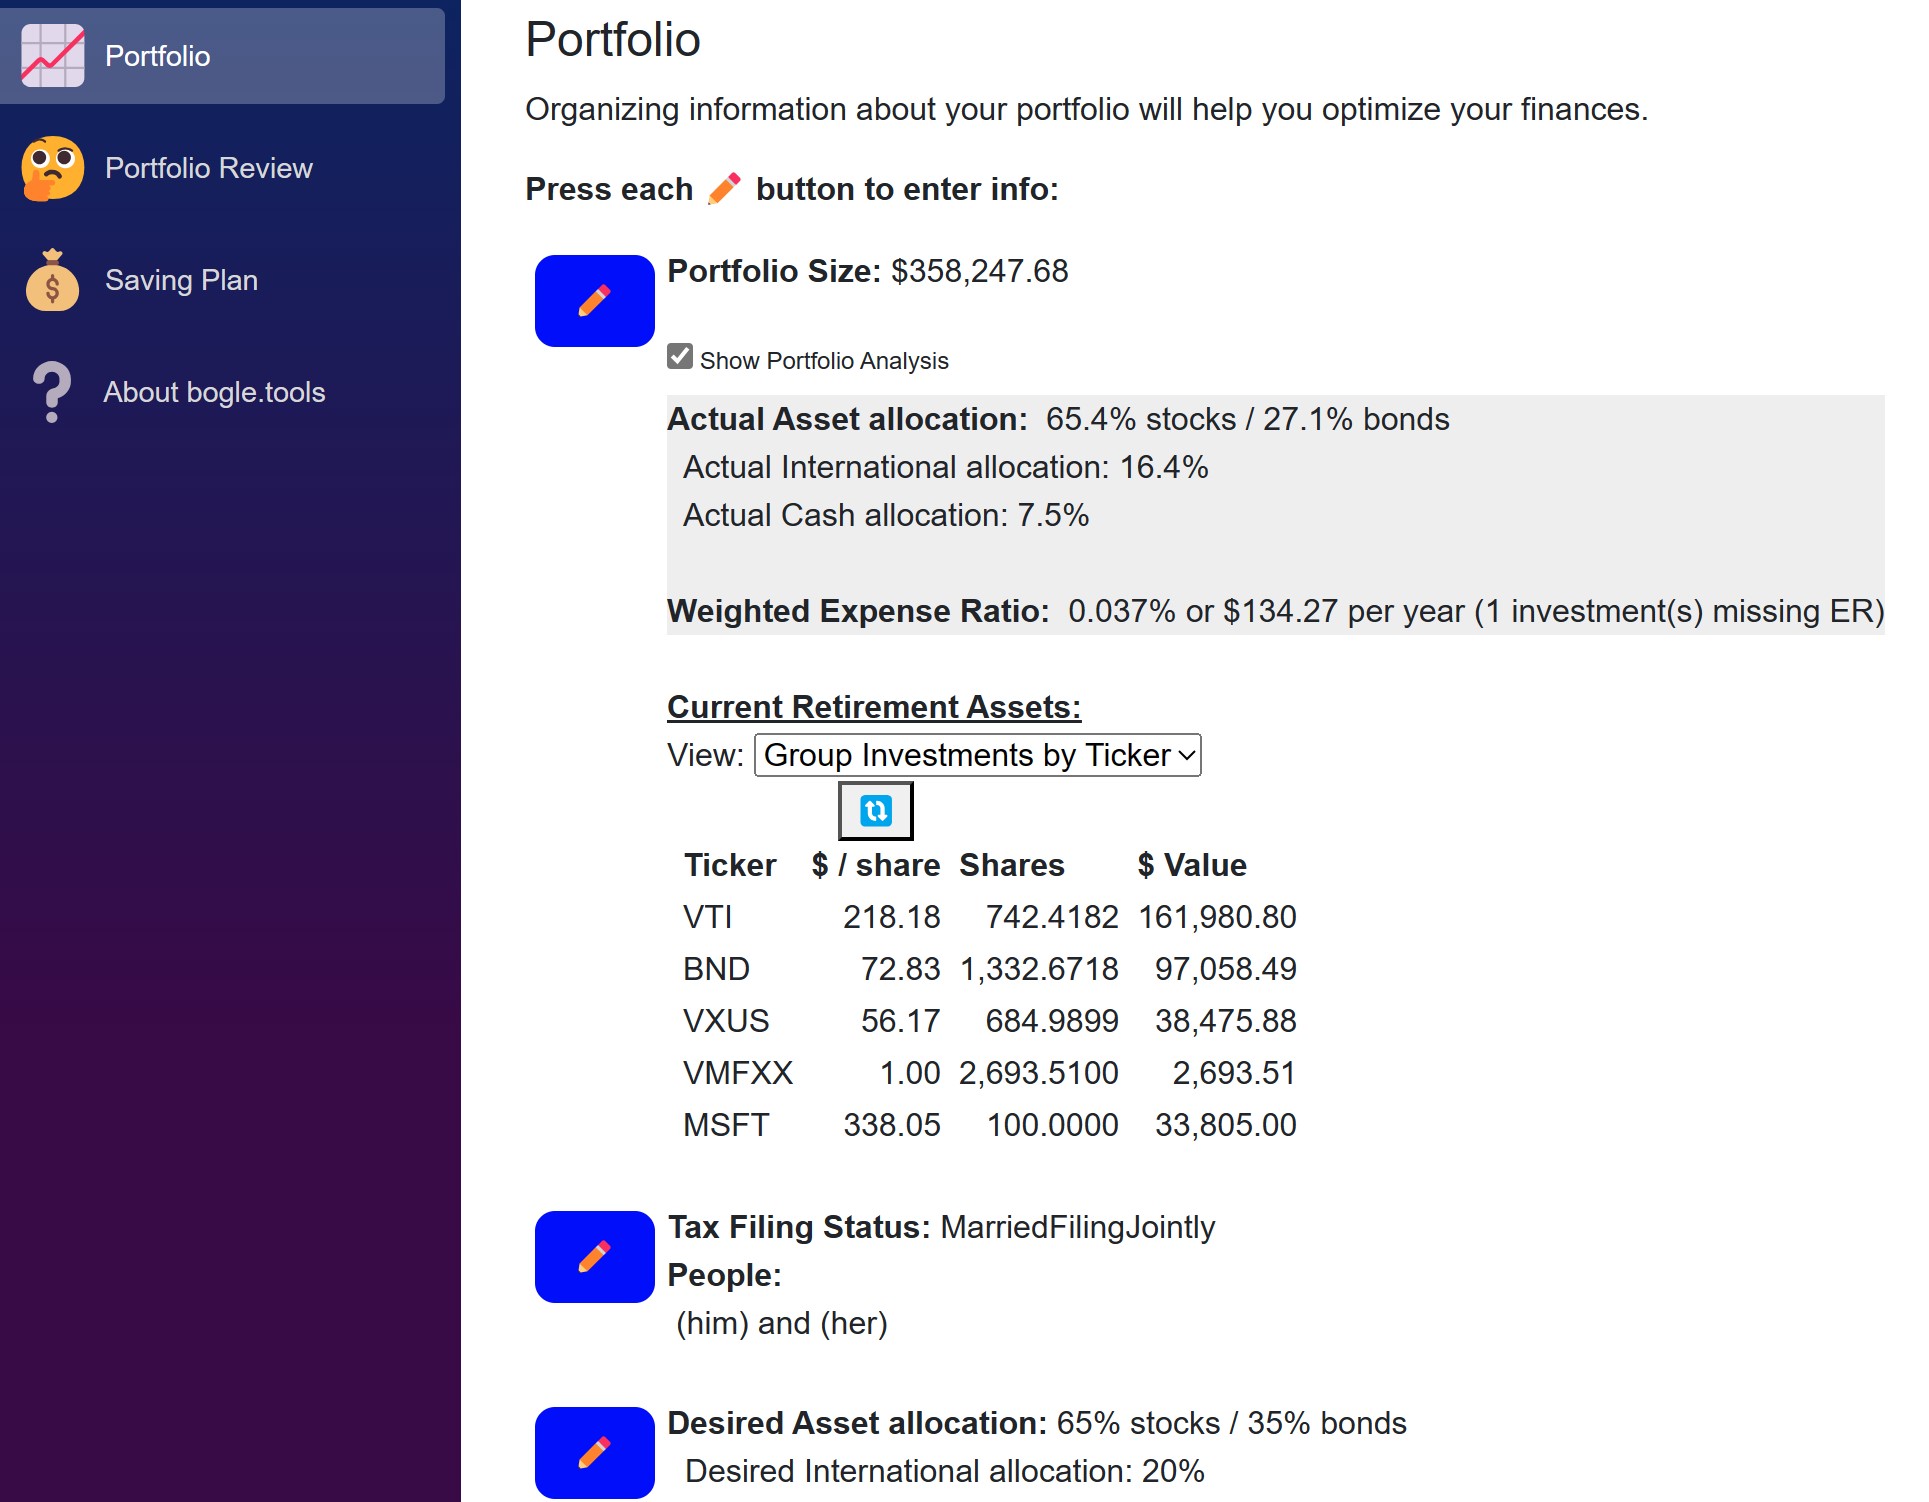 Portfolio
Portfolio Review
Saving Plan
About bogle.tools
Portfolio
Organizing information about your portfolio will help you optimize your finances.
Press each ✏️ button to enter info:
Portfolio Size: $358,247.68
Show Portfolio Analysis
Actual Asset allocation: 65.4% stocks / 27.1% bonds
Actual International allocation: 16.4%
Actual Cash allocation: 7.5%
Weighted Expense Ratio: 0.037% or $134.27 per year (1 investment(s) missing ER)
Current Retirement Assets:
View: Group Investments by Ticker
Ticker $ / share Shares $ Value
VTI 218.18 742.4182 161,980.80
BND 72.83 1,332.6718 97,058.49
VXUS 56.17 684.9899 38,475.88
VMFXX 1.00 2,693.5100 2,693.51
MSFT 338.05 100.0000 33,805.00
Tax Filing Status: MarriedFilingJointly
People:
(him) and (her)
Desired Asset allocation: 65% stocks / 35% bonds
Desired International allocation: 20%